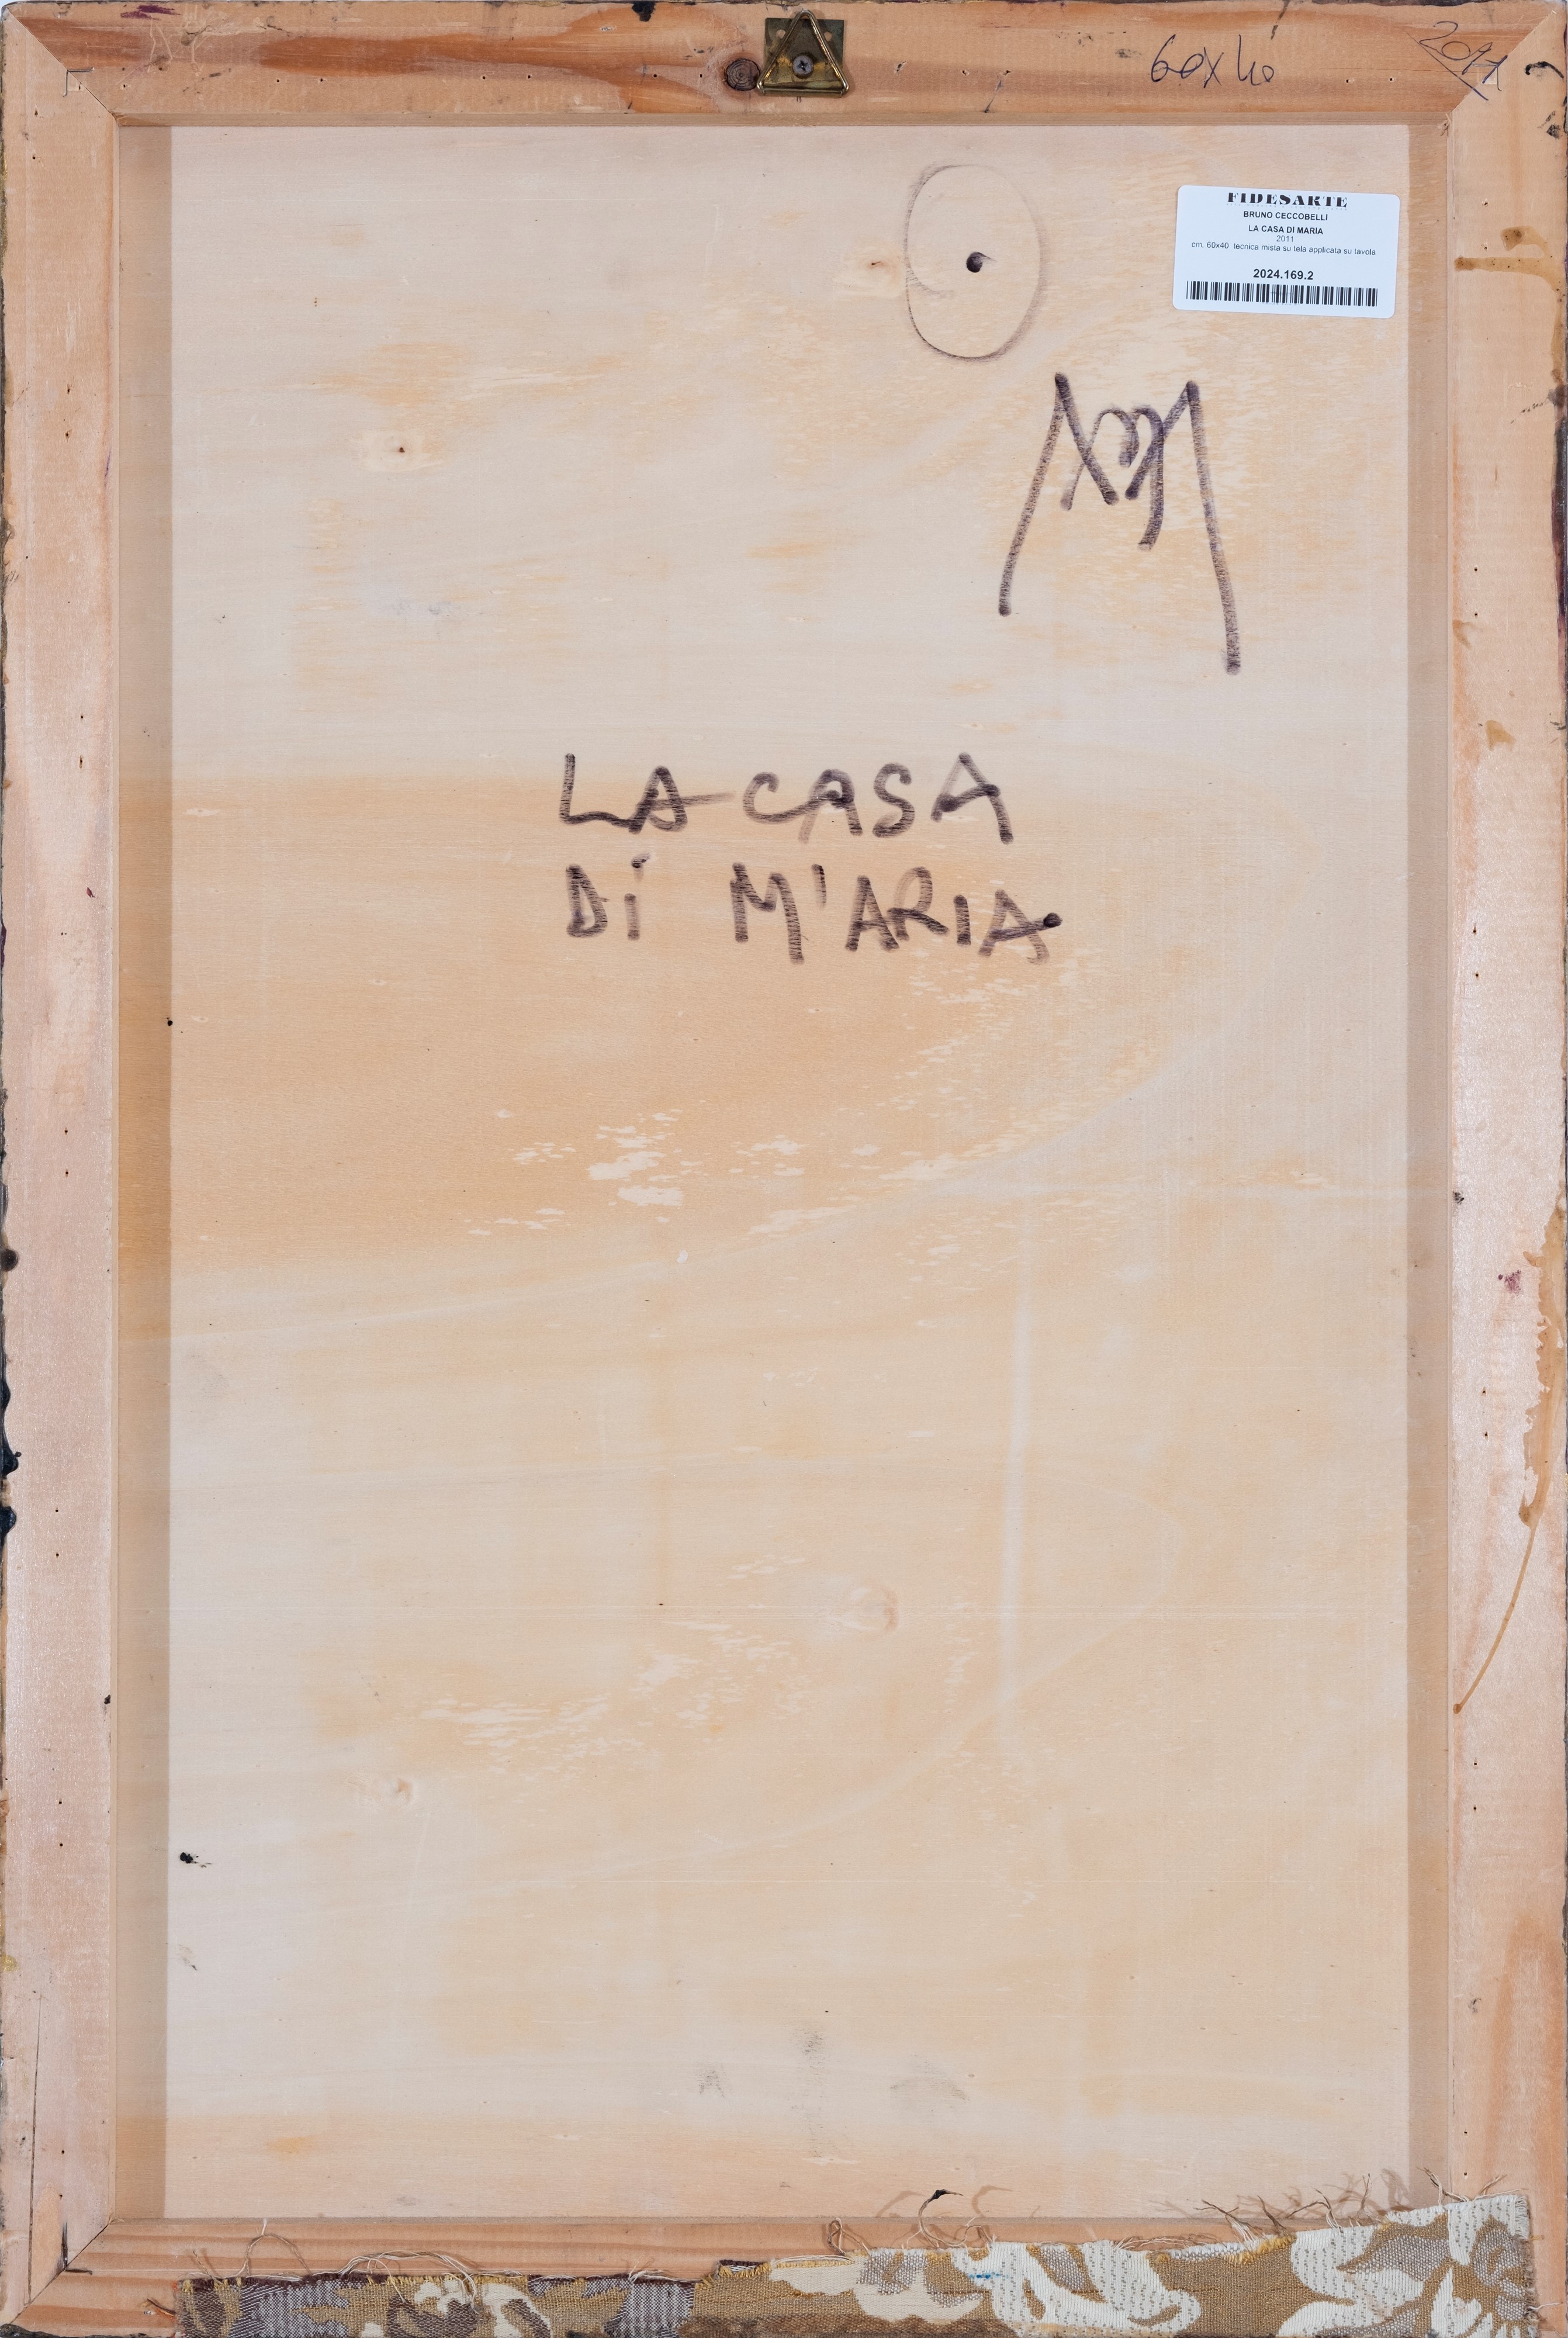 60x40
2011
FIDESARTE
BRUNO CECCOBELLI
LA CASA DI MARIA
2011
cm. 60x40 tecnica mista su tela applicata su tavola
2024.169.2
LA CASA
Di M'ARIA